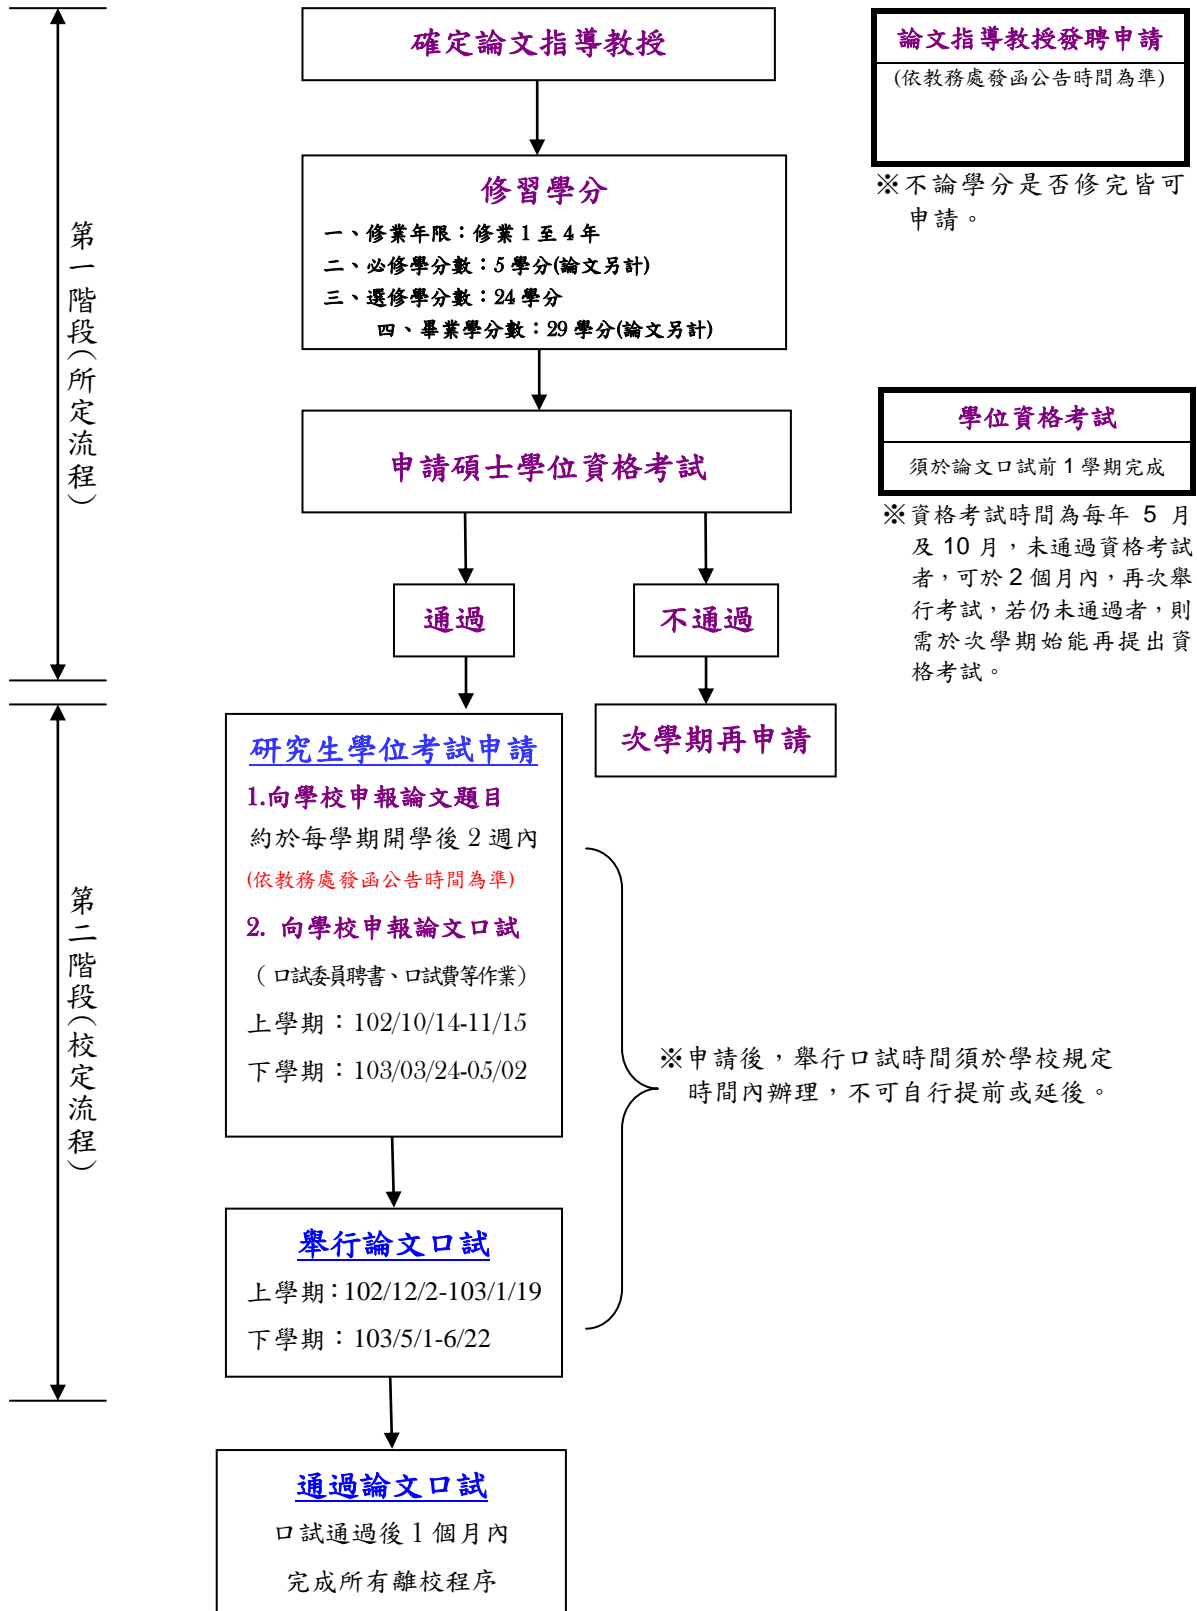 確定論文指導教授
論文指導教授發聘申請
(依教務處發函公告時間為準)
※不論學分是否修完皆可
申請。
第一階段(所定流程)
修習學分
一、修業年限：修業 1 至 4 年
二、必修學分數：5 學分(論文另計)
三、選修學分數：24 學分
四、畢業學分數：29 學分(論文另計)
申請碩士學位資格考試
學位資格考試
須於論文口試前 1 學期完成
※資格考試時間為每年 5 月
及 10 月，未通過資格考試
者，可於 2 個月內，再次舉
行考試，若仍未通過者，則
需於次學期始能再提出資
格考試。
通過
不通過
次學期再申請
第二階段(校定流程)
研究生學位考試申請
1.向學校申報論文題目
約於每學期開學後 2 週內
(依教務處發函公告時間為準)
2. 向學校申報論文口試
（口試委員聘書、口試費等作業）
上學期：102/10/14-11/15
下學期：103/03/24-05/02
※申請後，舉行口試時間須於學校規定
時間內辦理，不可自行提前或延後。
舉行論文口試
上學期：102/12/2-103/1/19
下學期：103/5/1-6/22
通過論文口試
口試通過後 1 個月內
完成所有離校程序